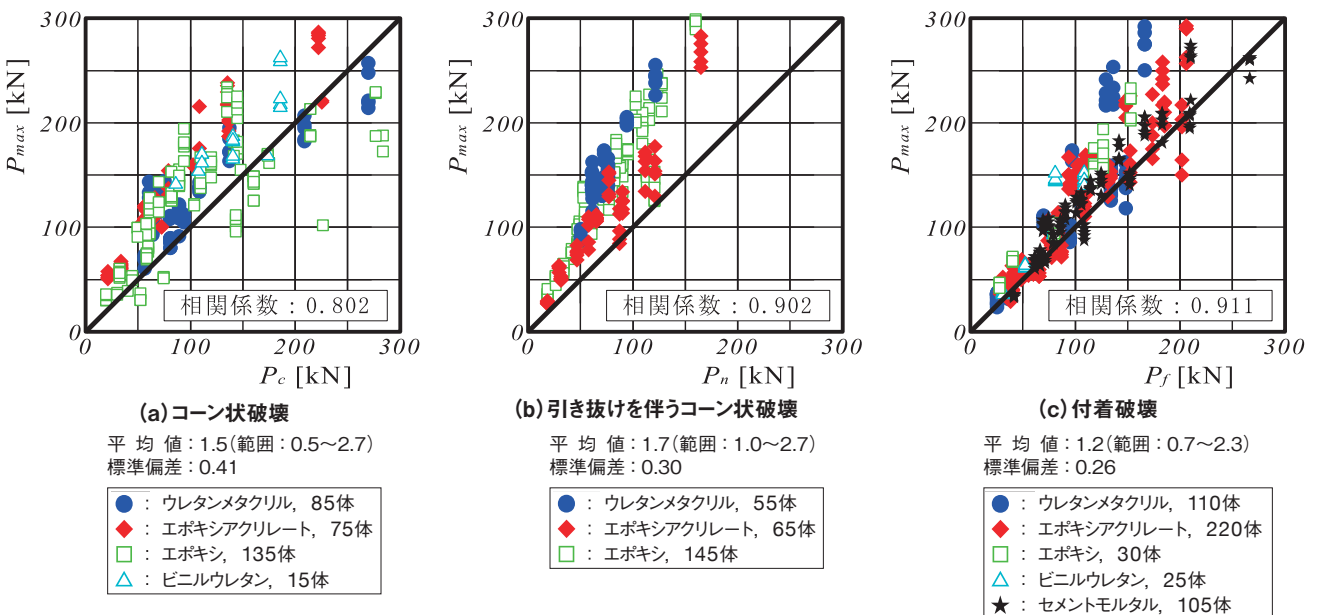 300
200
100
0
P_max [kN]
0
100
200
300
P_c [kN]
相関係数：0.802
(a)コーン状破壊
平 均 値：1.5(範囲：0.5～2.7)
標準偏差：0.41
● ： ウレタンメタクリル， 85体
◆ ： エポキシアクリレート， 75体
□ ： エポキシ， 135体
△ ： ビニルウレタン， 15体
300
200
100
0
P_max [kN]
0
100
200
300
P_n [kN]
相関係数：0.902
(b)引き抜けを伴うコーン状破壊
平 均 値：1.7(範囲：1.0～2.7)
標準偏差：0.30
● ： ウレタンメタクリル， 55体
◆ ： エポキシアクリレート， 65体
□ ： エポキシ， 145体
300
200
100
0
P_max [kN]
0
100
200
300
P_f [kN]
相関係数：0.911
(c)付着破壊
平 均 値：1.2(範囲：0.7～2.3)
標準偏差：0.26
● ： ウレタンメタクリル， 110体
◆ ： エポキシアクリレート， 220体
□ ： エポキシ， 30体
△ ： ビニルウレタン， 25体
★ ： セメントモルタル， 105体